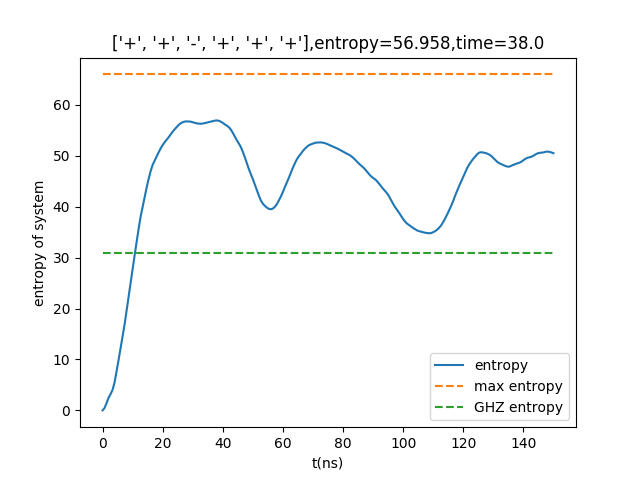 ['+', '+', '-', '+', '+', '+'],entropy=56.958,time=38.0
entropy of system
60
50
40
30
20
10
0
0 20 40 60 80 100 120 140
t(ns)
entropy
max entropy
GHZ entropy